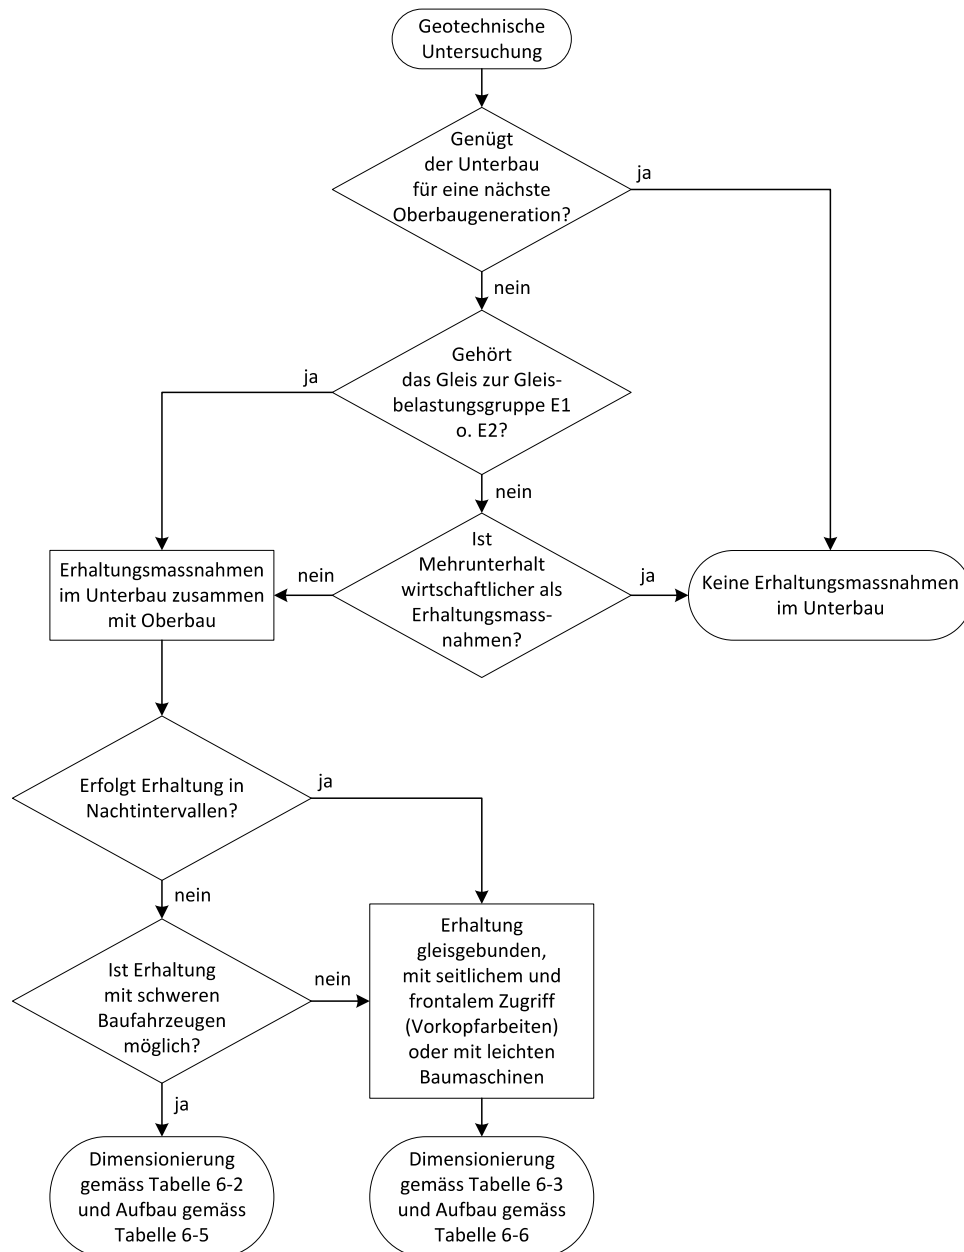 Geotechnische
Untersuchung
Genügt
der Unterbau
für eine nächste
Oberbaugeneration?
ja
nein
Gehört
das Gleis zur Gleis-
belastungsgruppe E1
o. E2?
ja
nein
Ist
Mehrunterhalt
wirtschaftlicher als
Erhaltungsmass-
nahmen?
nein
ja
Erhaltungsmassnahmen
im Unterbau zusammen
mit Oberbau
Keine Erhaltungsmassnahmen
im Unterbau
Erfolgt Erhaltung in
Nachtintervallen?
ja
nein
Ist Erhaltung
mit schweren
Baufahrzeugen
möglich?
nein
ja
Erhaltung
gleisgebunden,
mit seitlichem und
frontalem Zugriff
(Vorkopfarbeiten)
oder mit leichten
Baumaschinen
Dimensionierung
gemäss Tabelle 6-2
und Aufbau gemäss
Tabelle 6-5
Dimensionierung
gemäss Tabelle 6-3
und Aufbau gemäss
Tabelle 6-6